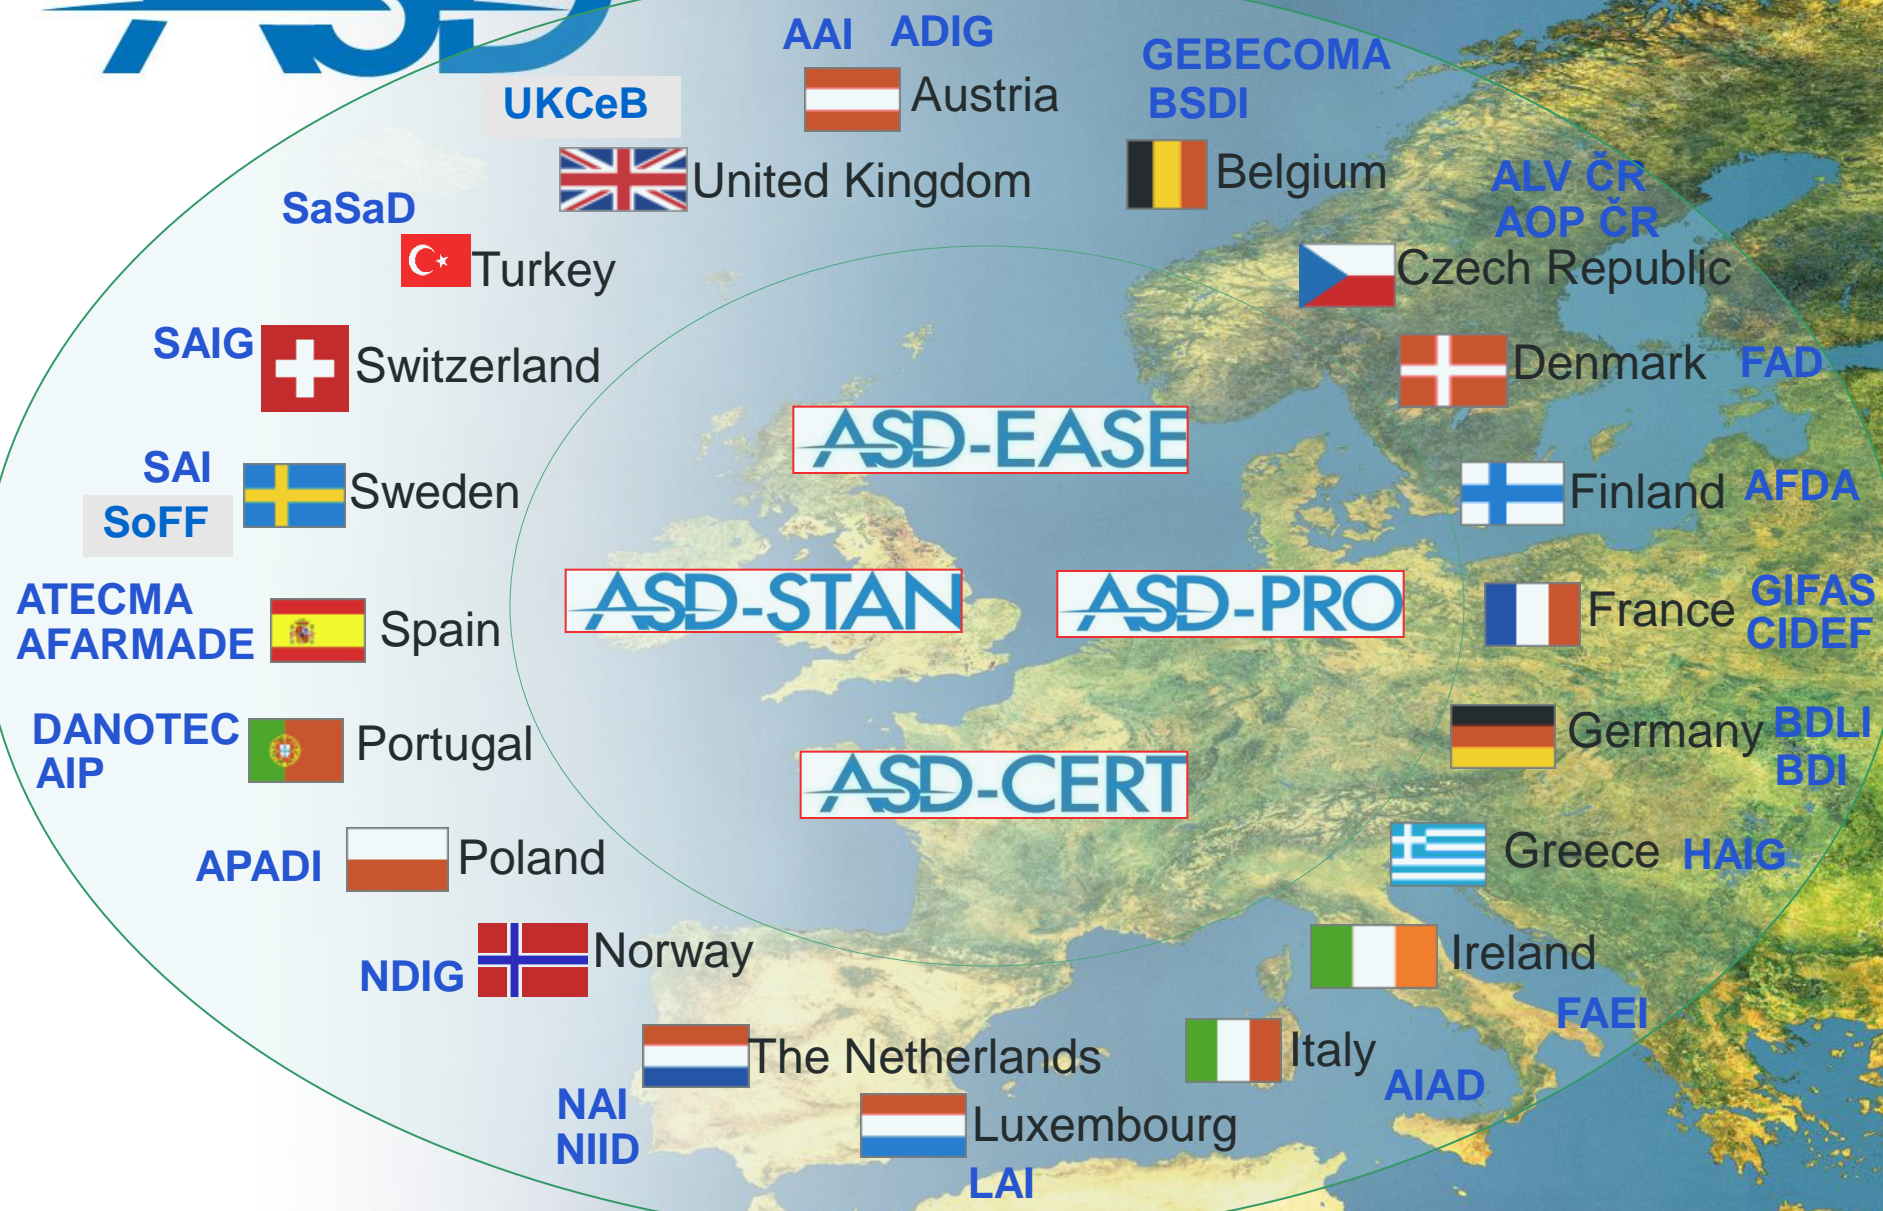 ASD
AAI ADIG
GEBECOMA
BSDI
UKCeB
Austria
United Kingdom
Belgium
ALV ČR
AOP ČR
SaSaD
Turkey
Czech Republic
SAIG
Switzerland
Denmark FAD
ASD-EASE
SAI
SoFF
Sweden
Finland AFDA
ATECMA
AFARMADE
Spain
ASD-STAN
ASD-PRO
France
GIFAS
CIDEF
DANOTEC
AIP
Portugal
ASD-CERT
Germany
BDLI
BDI
APADI
Poland
Greece HAIG
NDIG
Norway
Ireland
FAEI
The Netherlands
NAI
NIID
Italy
AIAD
Luxembourg
LAI